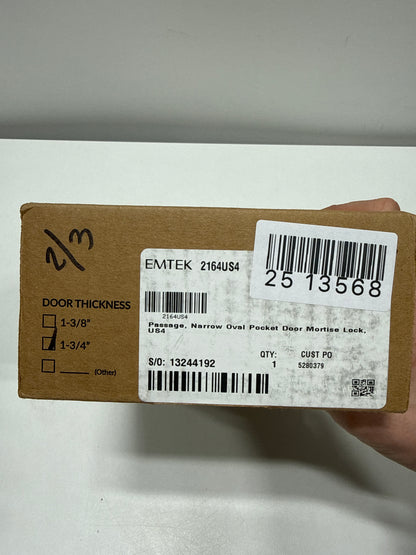 2/3
DOOR THICKNESS
1-3/8"
1-3/4"
_____ (Other)
EMTEK 2164US4
2164US4
Passage, Narrow Oval Pocket Door Mortise Lock,
US4
S/O: 13244192
QTY:
1
CUST PO
5280379
25 13568